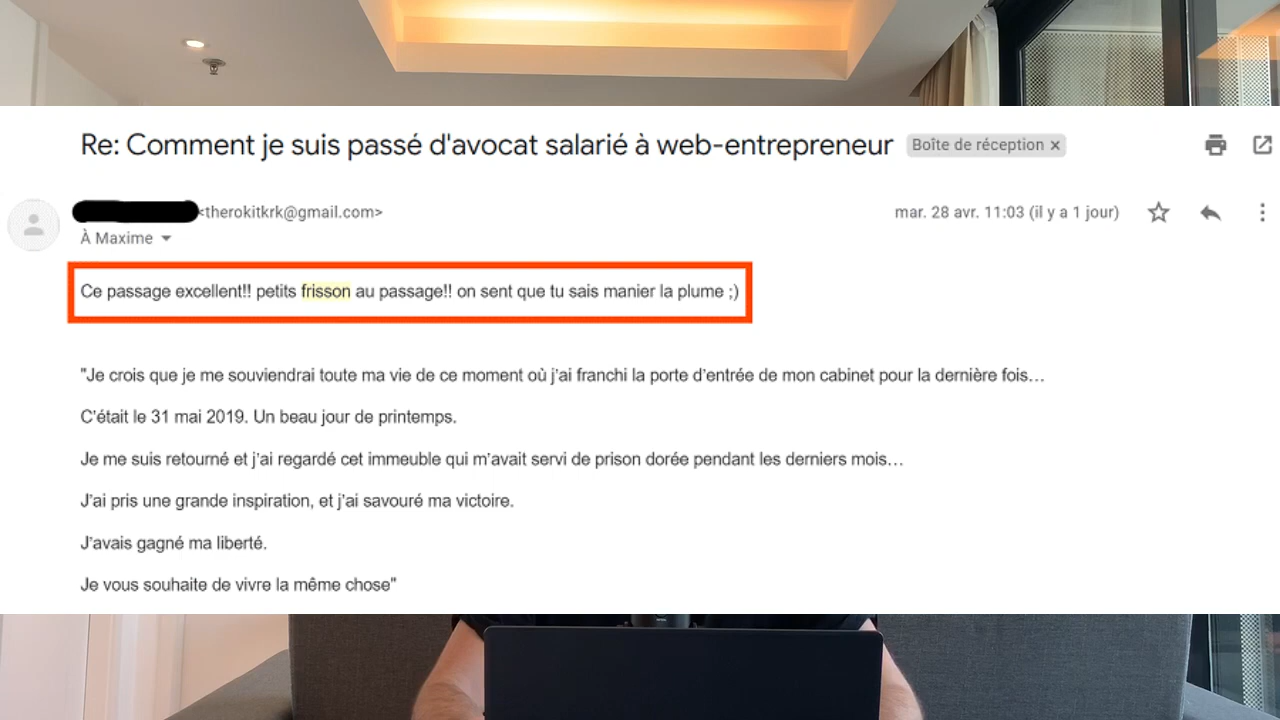 Re: Comment je suis passé d'avocat salarié à web-entrepreneur Boîte de réception ×
<therokitkrk@gmail.com> mar. 28 avr. 11:03 (il y a 1 jour)
À Maxime
Ce passage excellent!! petits frisson au passage!! on sent que tu sais manier la plume ;)
"Je crois que je me souviendrai toute ma vie de ce moment où j'ai franchi la porte d'entrée de mon cabinet pour la dernière fois…
C'était le 31 mai 2019. Un beau jour de printemps.
Je me suis retourné et j'ai regardé cet immeuble qui m'avait servi de prison dorée pendant les derniers mois…
J'ai pris une grande inspiration, et j'ai savouré ma victoire.
J'avais gagné ma liberté.
Je vous souhaite de vivre la même chose"